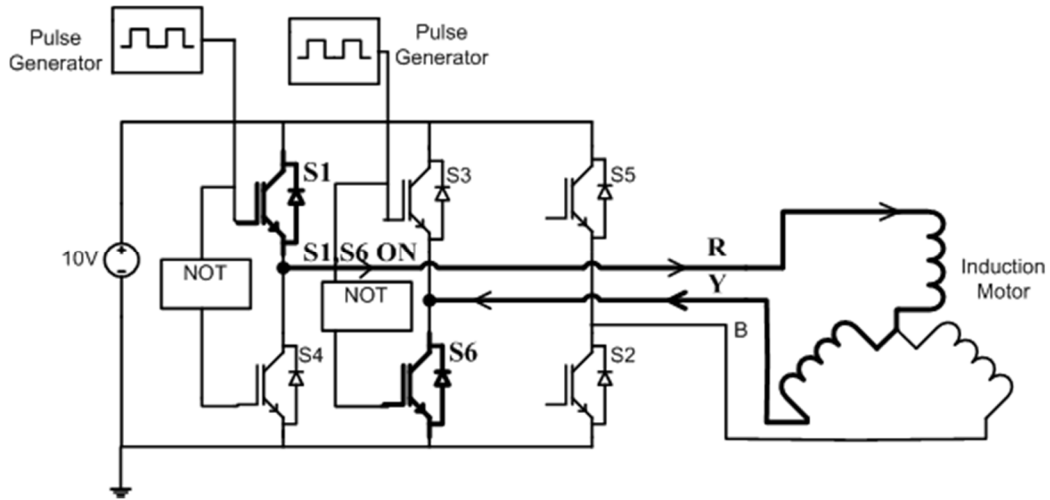 Pulse
Generator
Pulse
Generator
S1
S3
S5
10V
S1,S6 ON
R
NOT
NOT
Y
Induction
Motor
B
S4
S6
S2